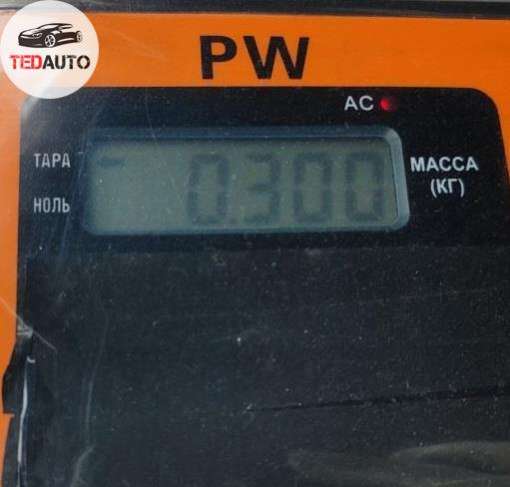 TEDAUTO
PW
AC
ТАРА
0.300
МАССА
(КГ)
НОЛЬ